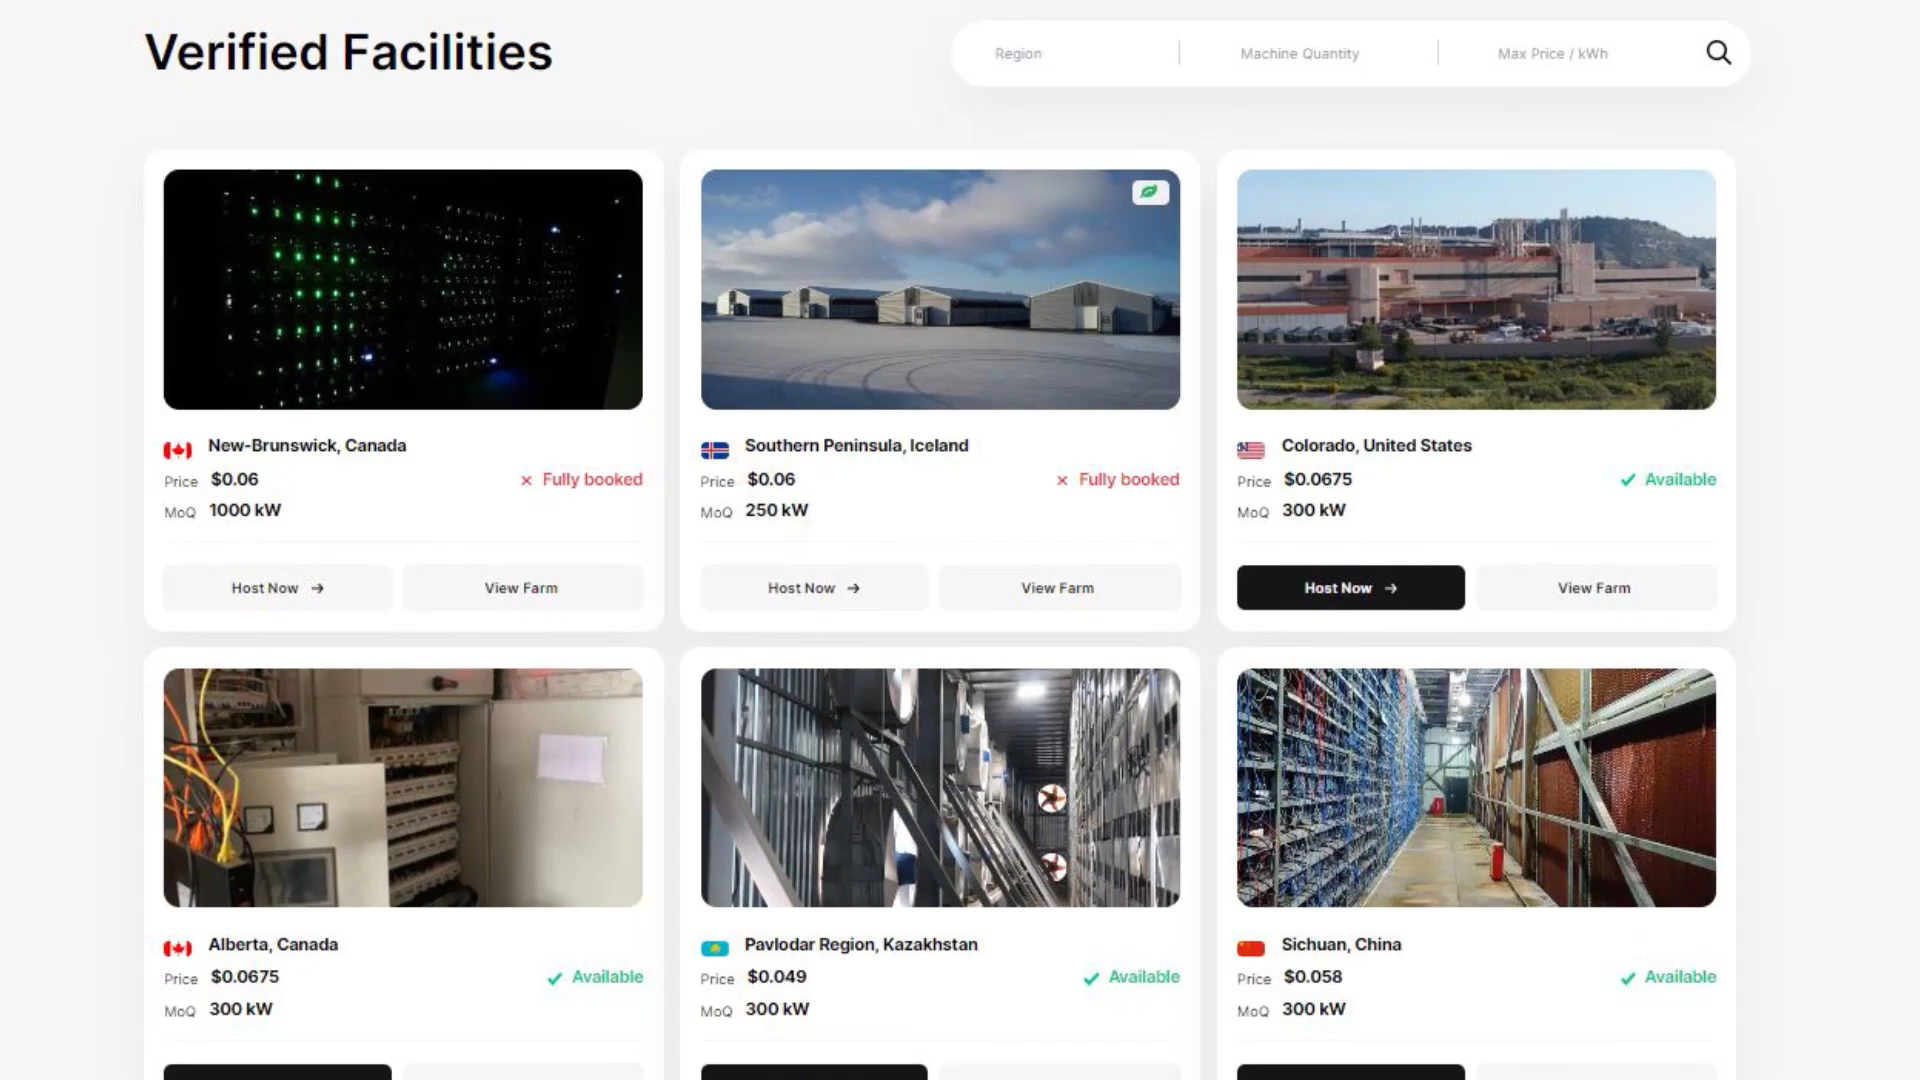 Verified Facilities
Region
Machine Quantity
Max Price / kWh
New-Brunswick, Canada
Price $0.06
Fully booked
MoQ 1000 kW
Host Now →
View Farm
Southern Peninsula, Iceland
Price $0.06
Fully booked
MoQ 250 kW
Host Now →
View Farm
Colorado, United States
Price $0.0675
Available
MoQ 300 kW
Host Now →
View Farm
Alberta, Canada
Price $0.0675
Available
MoQ 300 kW
Pavlodar Region, Kazakhstan
Price $0.049
Available
MoQ 300 kW
Sichuan, China
Price $0.058
Available
MoQ 300 kW